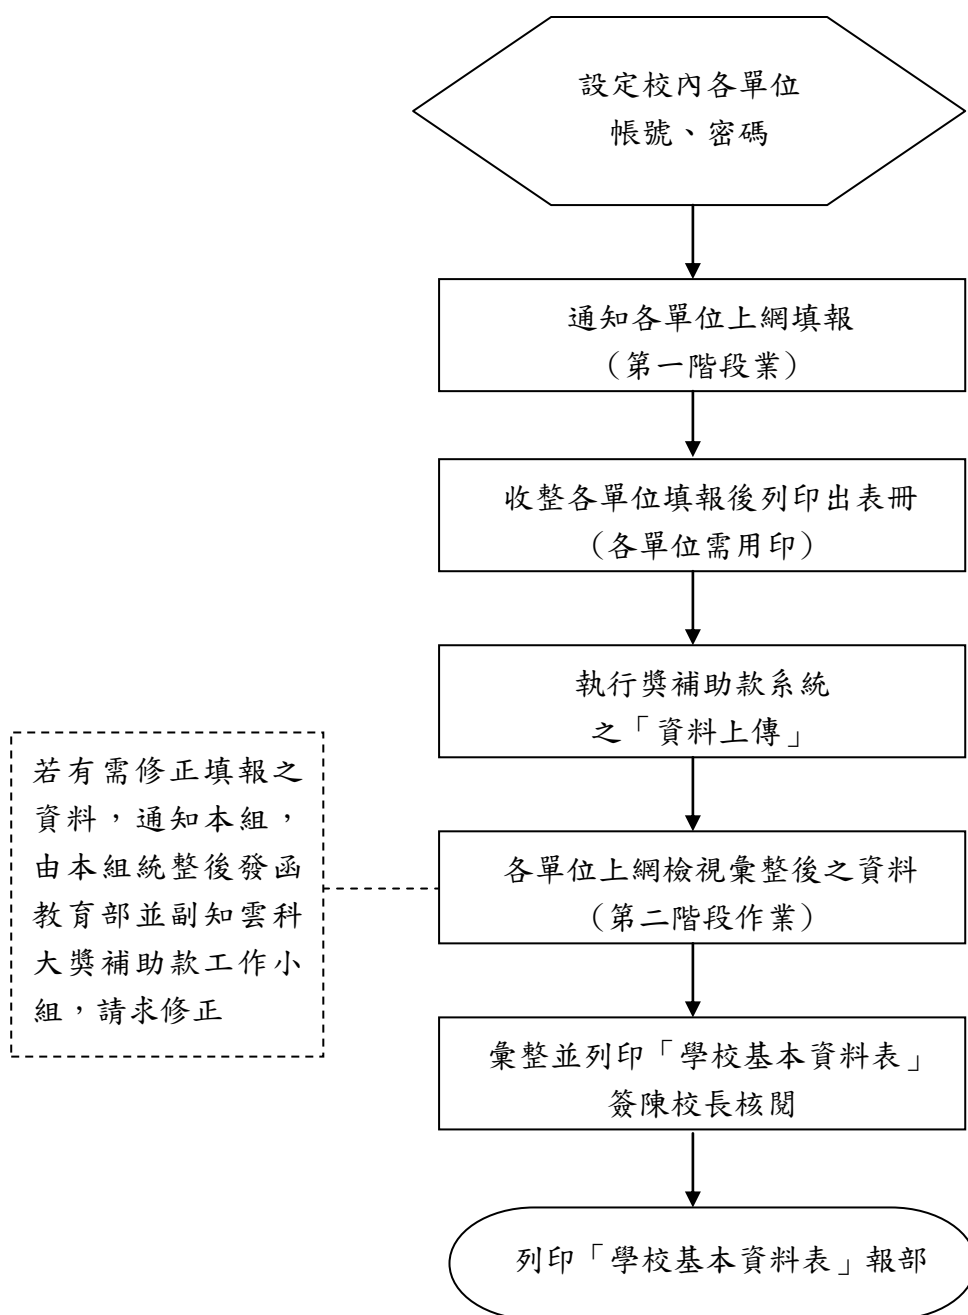 設定校內各單位
帳號、密碼
通知各單位上網填報
（第一階段業）
收整各單位填報後列印出表冊
（各單位需用印）
執行獎補助款系統
之「資料上傳」
若有需修正填報之
資料，通知本組，
由本組統整後發函
教育部並副知雲科
大獎補助款工作小
組，請求修正
各單位上網檢視彙整後之資料
（第二階段作業）
彙整並列印「學校基本資料表」
簽陳校長核閱
列印「學校基本資料表」報部